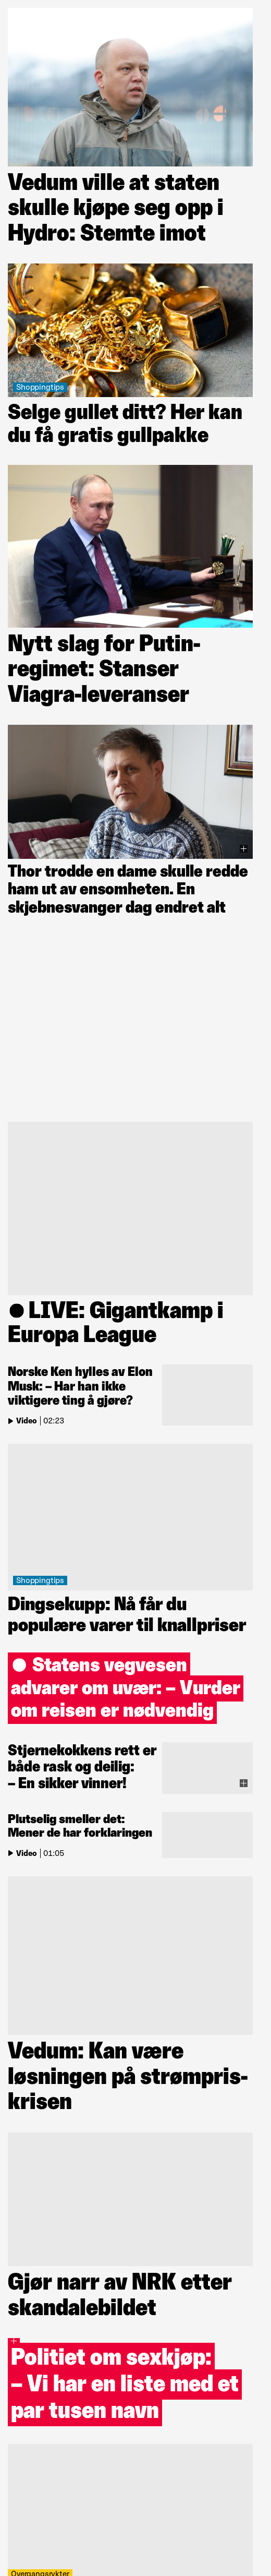 Vedum ville at staten
skulle kjøpe seg opp i
Hydro: Stemte imot
Shoppingtips
Selge gullet ditt? Her kan
du få gratis gullpakke
Nytt slag for Putin-
regimet: Stanser
Viagra-leveranser
Thor trodde en dame skulle redde
ham ut av ensomheten. En
skjebnesvanger dag endret alt
LIVE: Gigantkamp i
Europa League
Norske Ken hylles av Elon
Musk: – Har han ikke
viktigere ting å gjøre?
Video | 02:23
Shoppingtips
Dingsekupp: Nå får du
populære varer til knallpriser
Statens vegvesen
advarer om uvær: – Vurder
om reisen er nødvendig
Stjernekokkens rett er
både rask og deilig:
– En sikker vinner!
Plutselig smeller det:
Mener de har forklaringen
Video | 01:05
Vedum: Kan være
løsningen på strømpris-
krisen
Gjør narr av NRK etter
skandalebildet
Politiet om sexkjøp:
– Vi har en liste med et
par tusen navn
Overgangsrykter